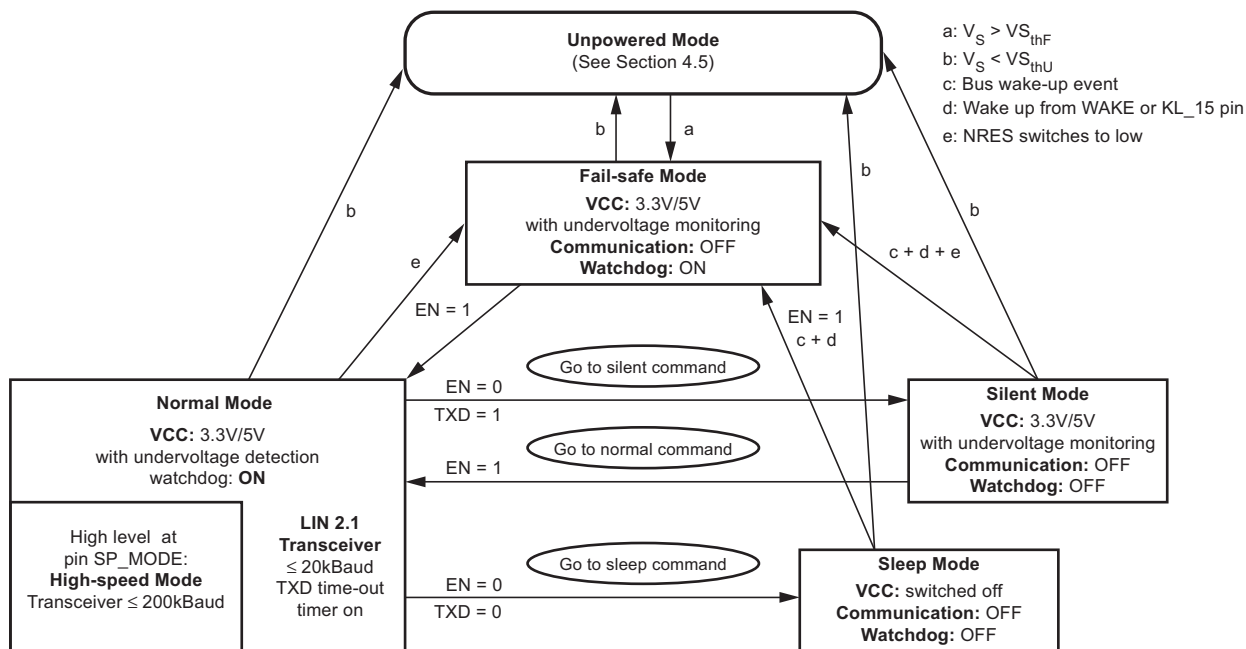 Unpowered Mode
(See Section 4.5)
a: VS > VSthF
b: VS < VSthU
c: Bus wake-up event
d: Wake up from WAKE or KL_15 pin
e: NRES switches to low
b
a
b
b
b
Fail-safe Mode
VCC: 3.3V/5V
with undervoltage monitoring
Communication: OFF
Watchdog: ON
e
c + d + e
EN = 1
EN = 1
c + d
Go to silent command
EN = 0
TXD = 1
Go to normal command
EN = 1
Go to sleep command
EN = 0
TXD = 0
Normal Mode
VCC: 3.3V/5V
with undervoltage detection
watchdog: ON
High level at
pin SP_MODE:
High-speed Mode
Transceiver ≤ 200kBaud
LIN 2.1
Transceiver
≤ 20kBaud
TXD time-out
timer on
Silent Mode
VCC: 3.3V/5V
with undervoltage monitoring
Communication: OFF
Watchdog: OFF
Sleep Mode
VCC: switched off
Communication: OFF
Watchdog: OFF